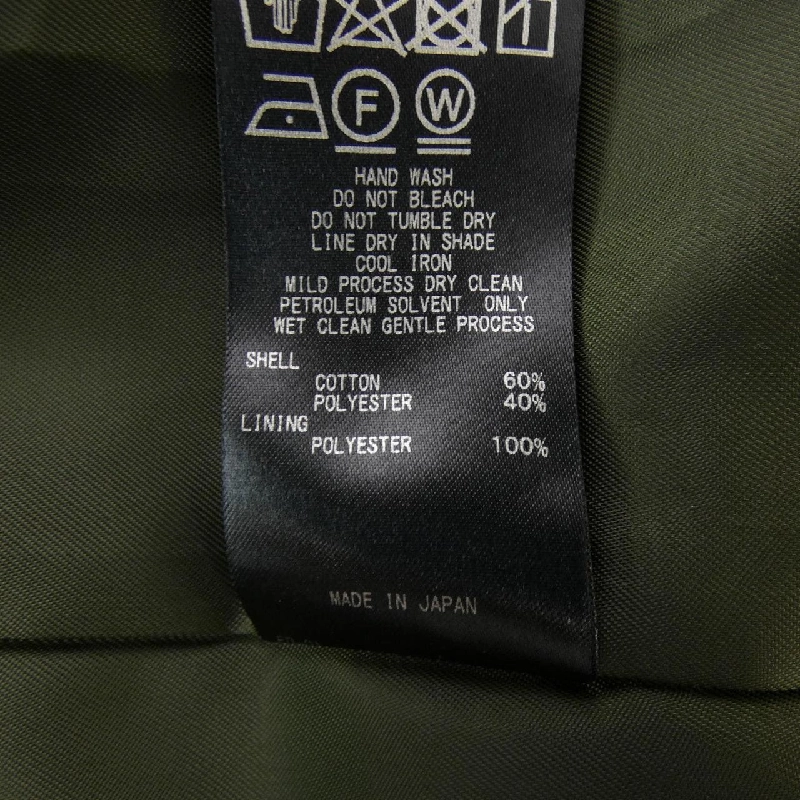 F W
HAND WASH
DO NOT BLEACH
DO NOT TUMBLE DRY
LINE DRY IN SHADE
COOL IRON
MILD PROCESS DRY CLEAN
PETROLEUM SOLVENT ONLY
WET CLEAN GENTLE PROCESS
SHELL
COTTON 60%
POLYESTER 40%
LINING
POLYESTER 100%
MADE IN JAPAN